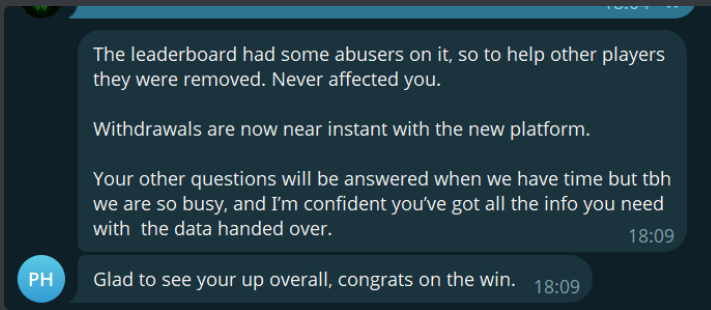 The leaderboard had some abusers on it, so to help other players
they were removed. Never affected you.
Withdrawals are now near instant with the new platform.
Your other questions will be answered when we have time but tbh
we are so busy, and I'm confident you've got all the info you need
with  the data handed over.
18:09
PH
Glad to see your up overall, congrats on the win.
18:09